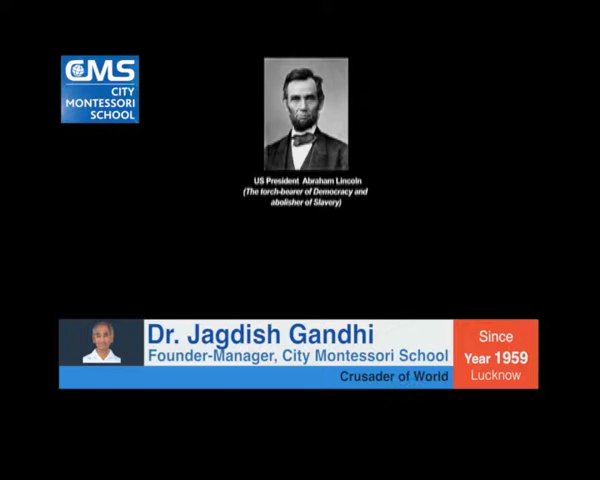 CMS
CITY
MONTESSORI
SCHOOL
US President Abraham Lincoln
(The torch-bearer of Democracy and
abolisher of Slavery)
Dr. Jagdish Gandhi
Founder-Manager, City Montessori School
Crusader of World
Since
Year 1959
Lucknow